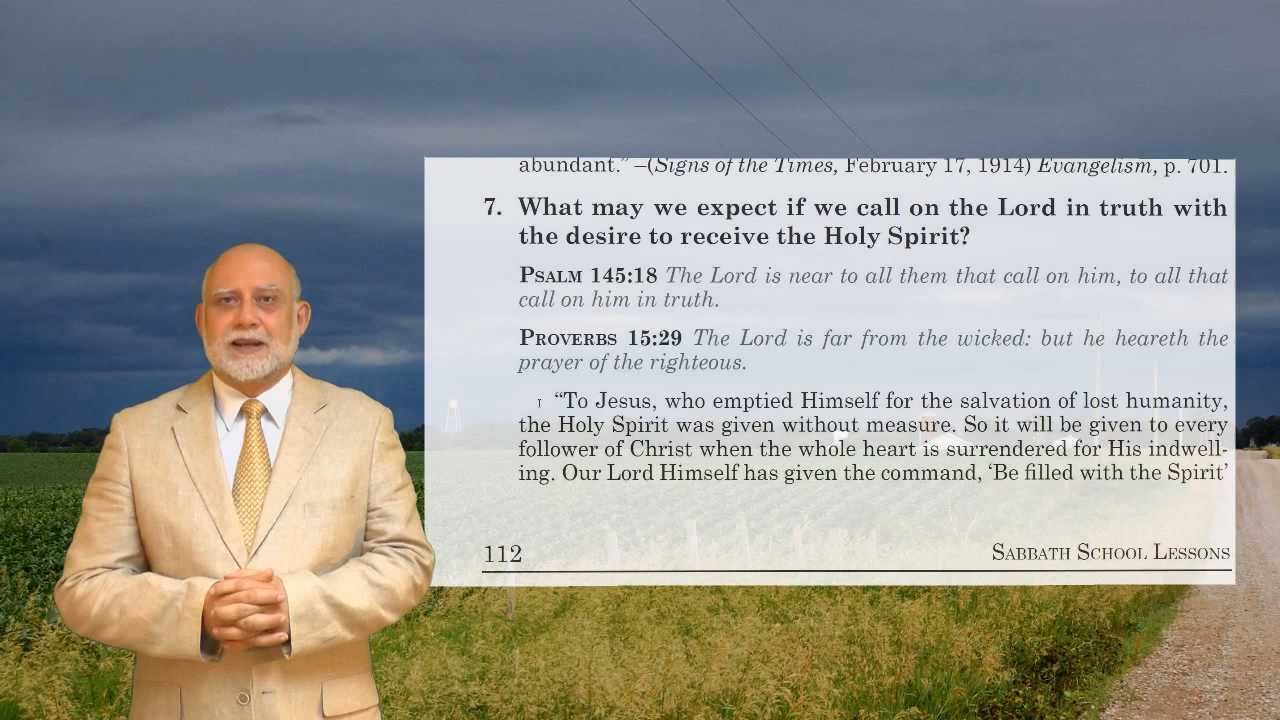 abundant.” –(Signs of the Times, February 17, 1914) Evangelism, p. 701.
7. What may we expect if we call on the Lord in truth with
the desire to receive the Holy Spirit?
Psalm 145:18 The Lord is near to all them that call on him, to all that
call on him in truth.
Proverbs 15:29 The Lord is far from the wicked: but he heareth the
prayer of the righteous.
“To Jesus, who emptied Himself for the salvation of lost humanity,
the Holy Spirit was given without measure. So it will be given to every
follower of Christ when the whole heart is surrendered for His indwell-
ing. Our Lord Himself has given the command, ‘Be filled with the Spirit’
112 Sabbath School Lessons